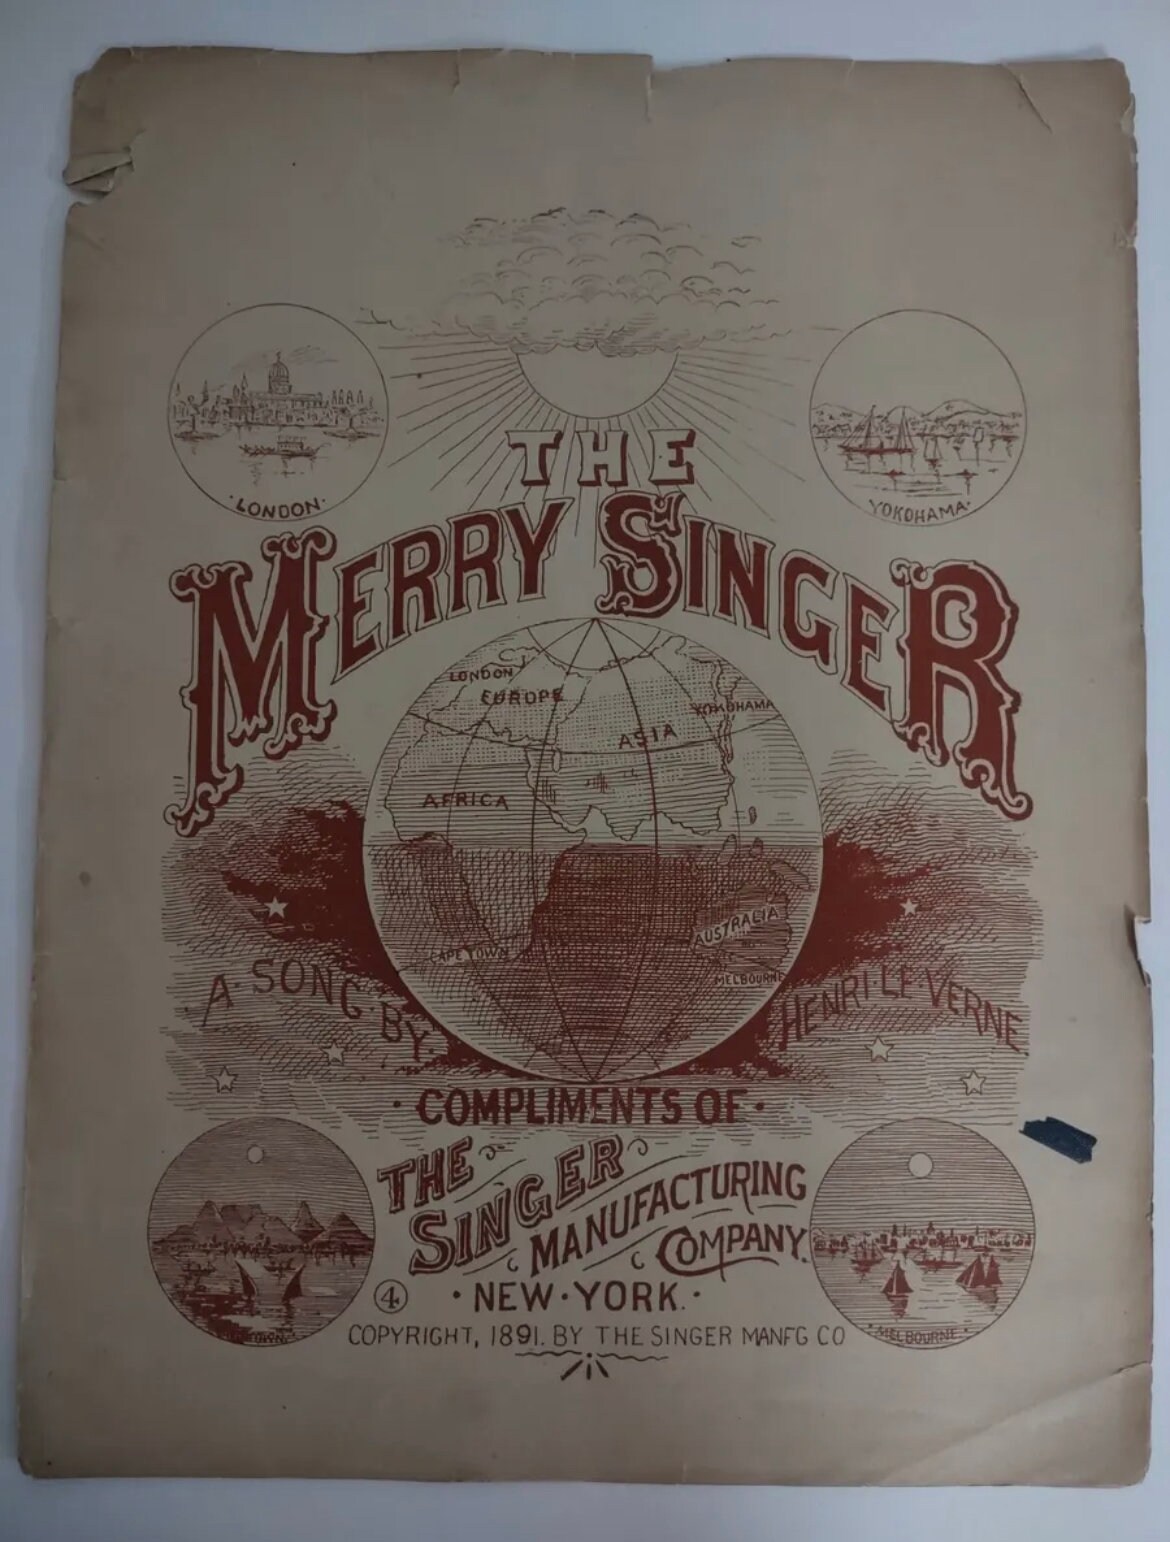 THE
MERRY SINGER
·LONDON·
YOKOHAMA·
LONDON
EUROPE
YOKOHAMA
ASIA
AFRICA
AUSTRALIA
CAPE TOWN
MELBOURNE
A·SONG·BY·
HENRI·LE·VERNE
·COMPLIMENTS OF·
THE
SINGER
MANUFACTURING
COMPANY.
4 ·NEW·YORK.·
COPYRIGHT, 1891. BY THE SINGER MANFG CO
·MELBOURNE·